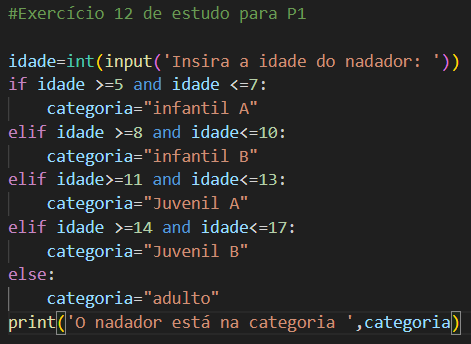 #Exercício 12 de estudo para P1
idade=int(input('Insira a idade do nadador: '))
if idade >=5 and idade <=7:
    categoria="infantil A"
elif idade >=8 and idade<=10:
    categoria="infantil B"
elif idade>=11 and idade<=13:
    categoria="Juvenil A"
elif idade >=14 and idade<=17:
    categoria="Juvenil B"
else:
    categoria="adulto"
print('O nadador está na categoria ',categoria)